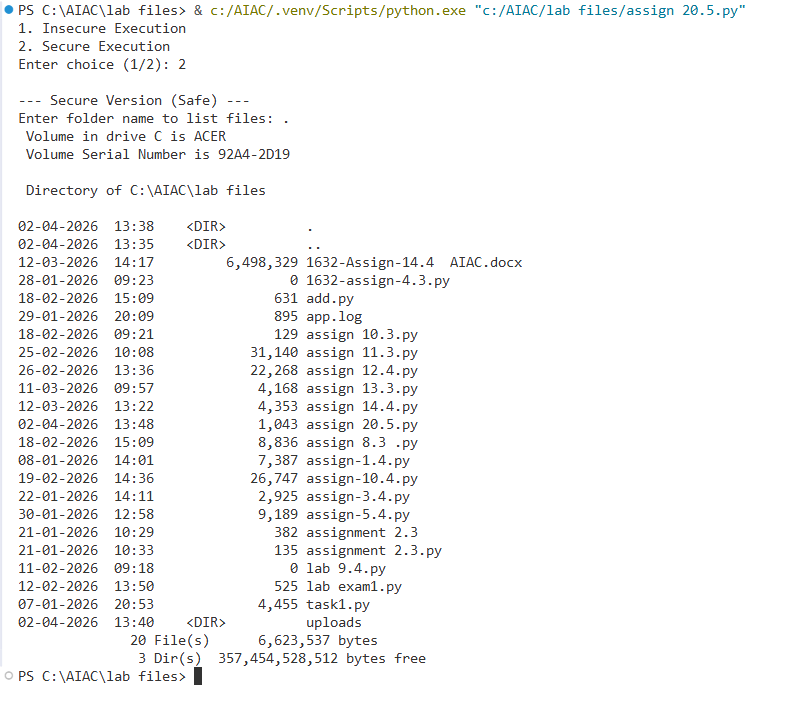 PS C:\AIAC\lab files> & c:/AIAC/.venv/Scripts/python.exe "c:/AIAC/lab files/assign 20.5.py"
1. Insecure Execution
2. Secure Execution
Enter choice (1/2): 2

--- Secure Version (Safe) ---
Enter folder name to list files: .
 Volume in drive C is ACER
 Volume Serial Number is 92A4-2D19

 Directory of C:\AIAC\lab files

02-04-2026  13:38    <DIR>          .
02-04-2026  13:35    <DIR>          ..
12-03-2026  14:17         6,498,329 1632-Assign-14.4  AIAC.docx
28-01-2026  09:23                 0 1632-assign-4.3.py
18-02-2026  15:09               631 add.py
29-01-2026  20:09               895 app.log
18-02-2026  09:21               129 assign 10.3.py
25-02-2026  10:08            31,140 assign 11.3.py
26-02-2026  13:36            22,268 assign 12.4.py
11-03-2026  09:57             4,168 assign 13.3.py
12-03-2026  13:22             4,353 assign 14.4.py
02-04-2026  13:48             1,043 assign 20.5.py
18-02-2026  15:09             8,836 assign 8.3 .py
08-01-2026  14:01             7,387 assign-1.4.py
19-02-2026  14:36            26,747 assign-10.4.py
22-01-2026  14:11             2,925 assign-3.4.py
30-01-2026  12:58             9,189 assign-5.4.py
21-01-2026  10:29               382 assignment 2.3
21-01-2026  10:33               135 assignment 2.3.py
11-02-2026  09:18                 0 lab 9.4.py
12-02-2026  13:50               525 lab exam1.py
07-01-2026  20:53             4,455 task1.py
02-04-2026  13:40    <DIR>          uploads
              20 File(s)      6,623,537 bytes
               3 Dir(s)  357,454,528,512 bytes free
PS C:\AIAC\lab files>